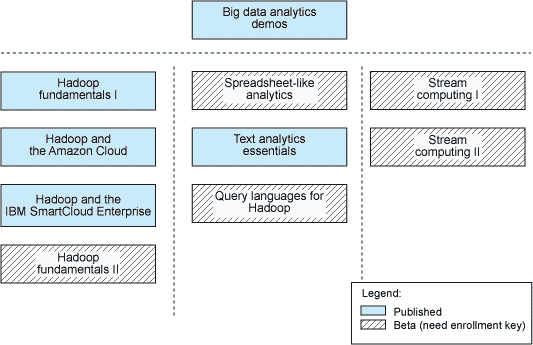 Big data analytics
demos
Hadoop
fundamentals I
Hadoop and
the Amazon Cloud
Hadoop and the
IBM SmartCloud Enterprise
Hadoop
fundamentals II
Spreadsheet-like
analytics
Text analytics
essentials
Query languages for
Hadoop
Stream
computing I
Stream
computing II
Legend:
Published
Beta (need enrollment key)